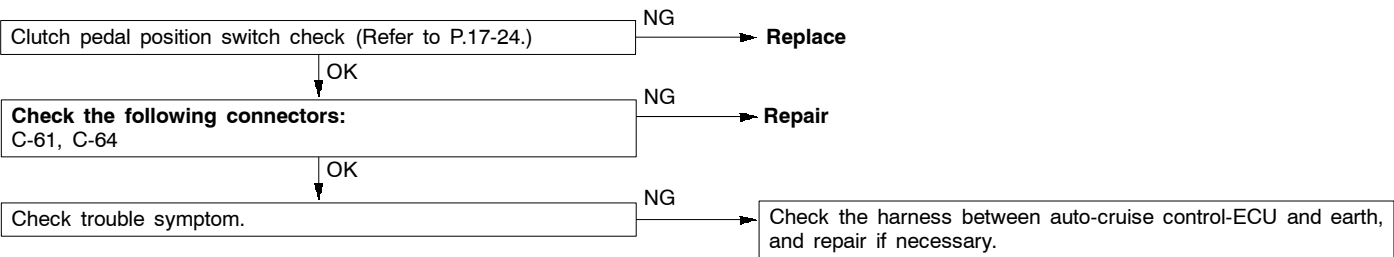 Clutch pedal position switch check (Refer to P.17-24.)
NG
Replace
OK
Check the following connectors:
C-61, C-64
NG
Repair
OK
Check trouble symptom.
NG
Check the harness between auto-cruise control-ECU and earth,
and repair if necessary.